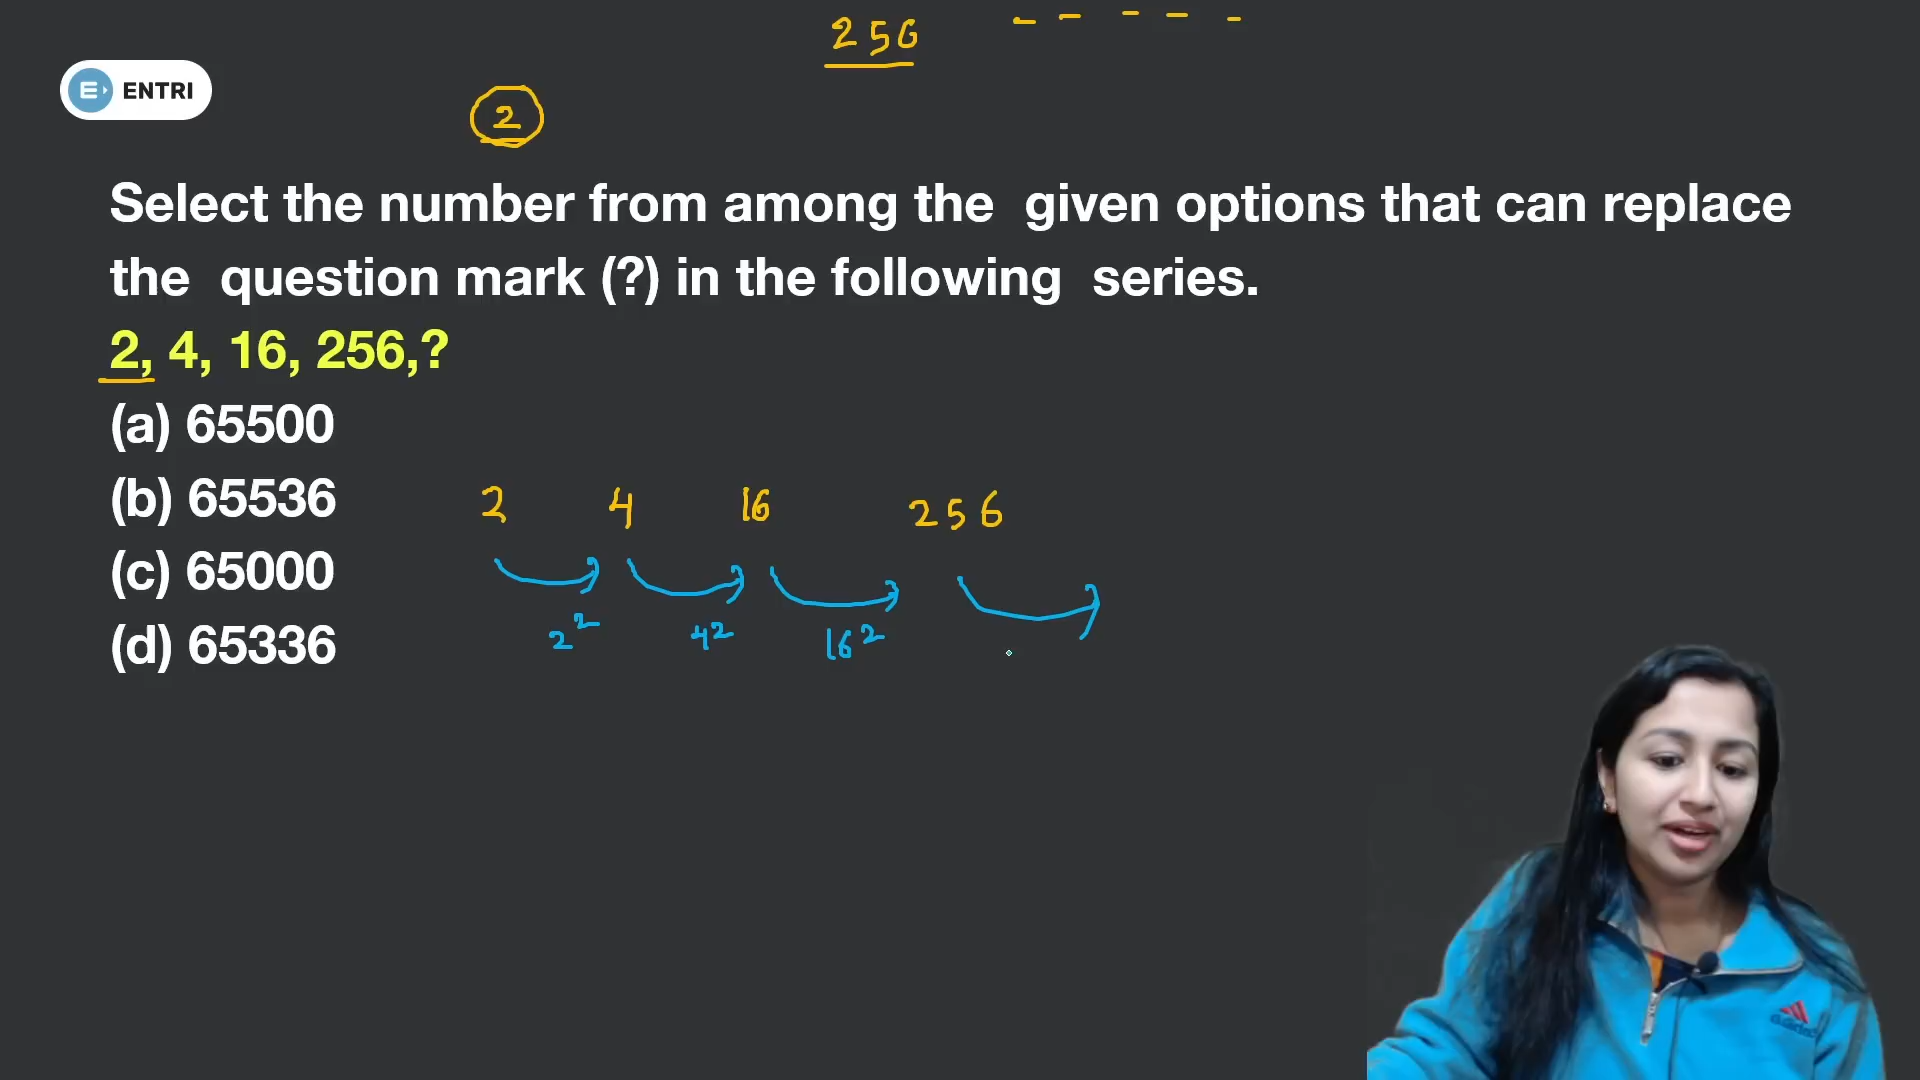 256 _ _ _ _ _
ENTRI
2
Select the number from among the given options that can replace
the question mark (?) in the following series.
2, 4, 16, 256,?
(a) 65500
(b) 65536
(c) 65000
(d) 65336
2 4 16 256
2² 4² 16²
adidas